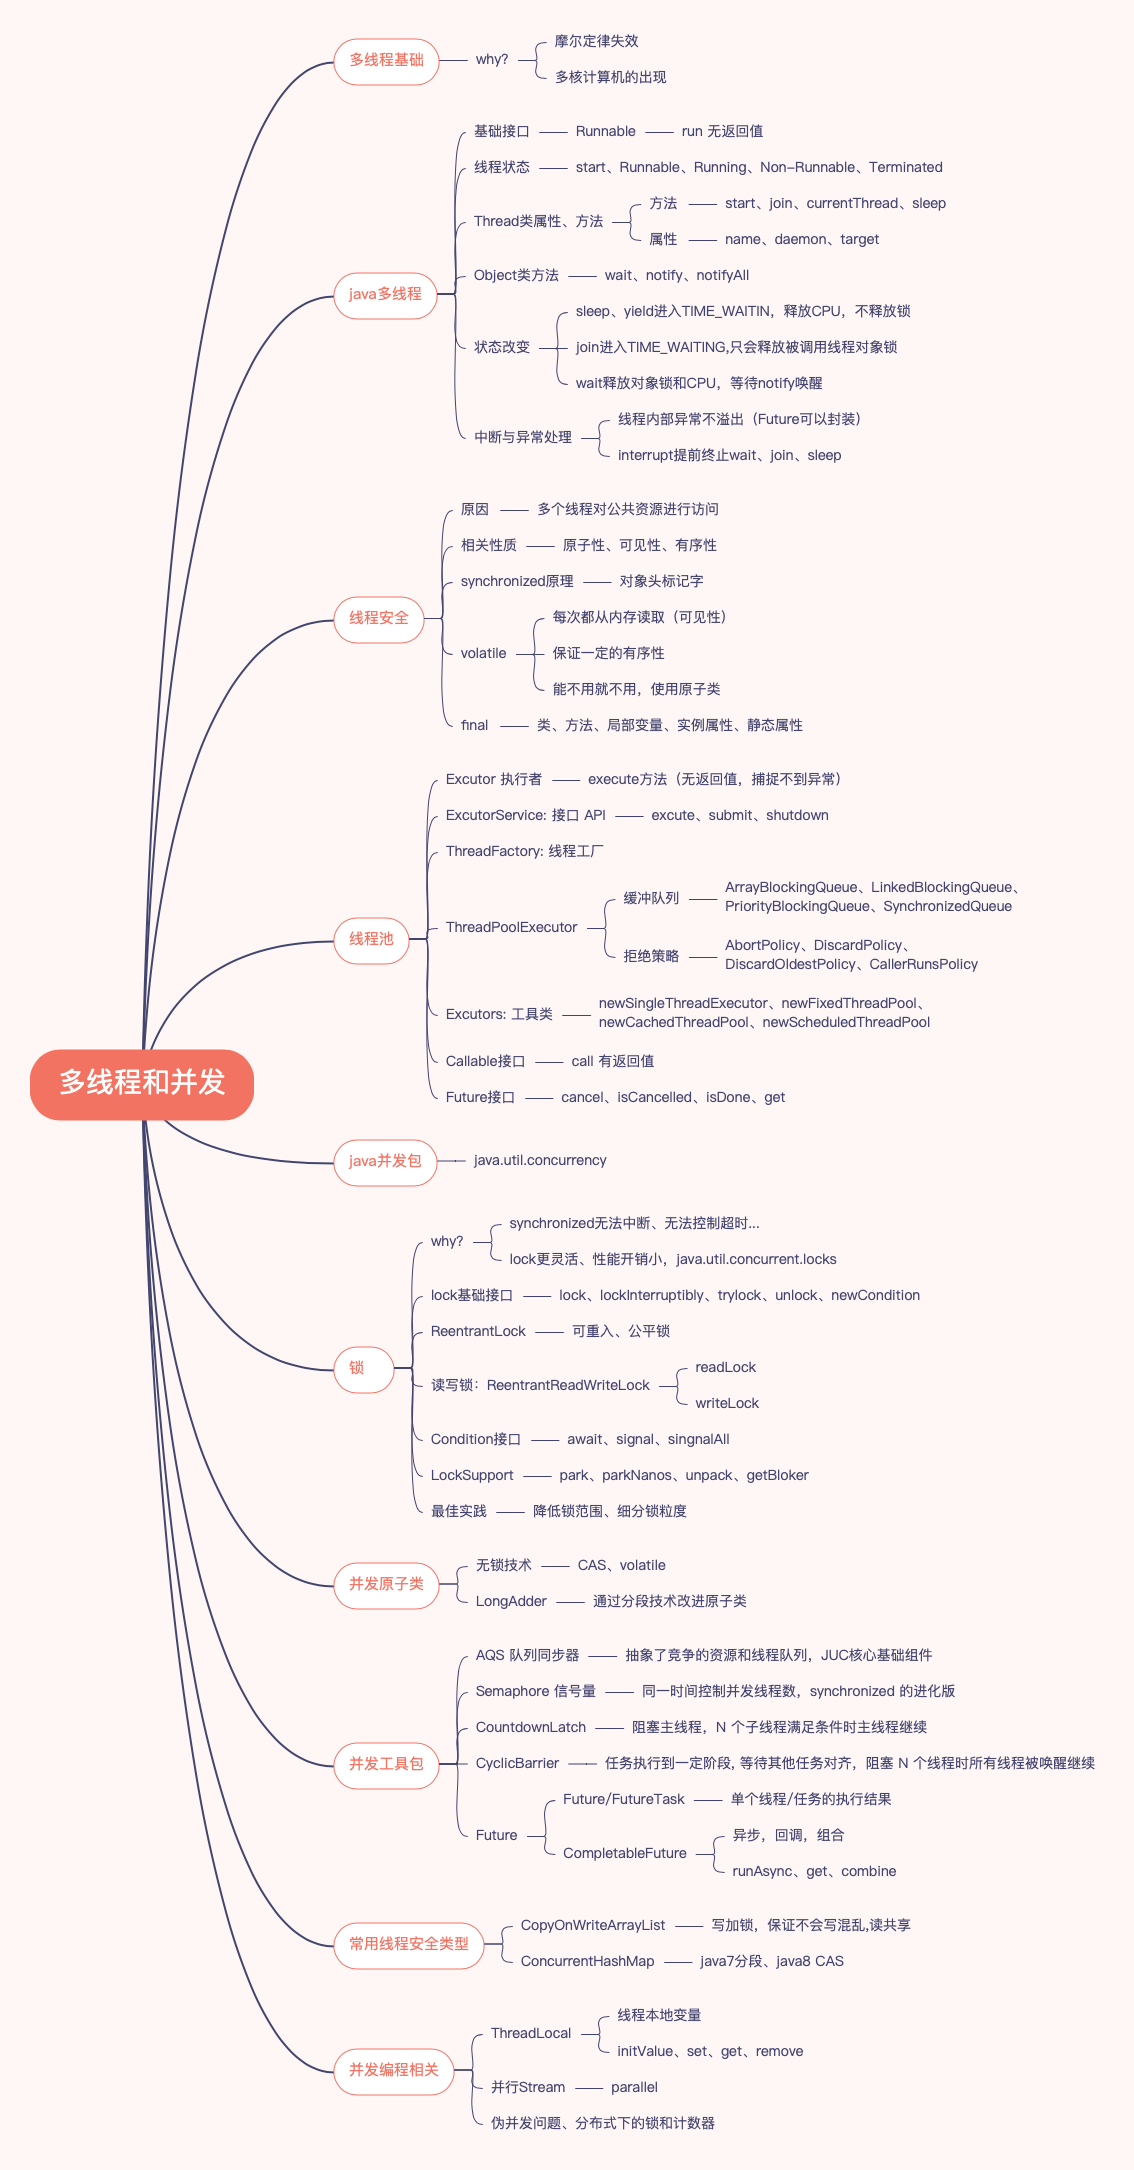 多线程和并发
多线程基础
why?
摩尔定律失效
多核计算机的出现
java多线程
基础接口
Runnable
run 无返回值
线程状态
start、Runnable、Running、Non-Runnable、Terminated
Thread类属性、方法
方法
start、join、currentThread、sleep
属性
name、daemon、target
Object类方法
wait、notify、notifyAll
状态改变
sleep、yield进入TIME_WAITIN，释放CPU，不释放锁
join进入TIME_WAITING,只会释放被调用线程对象锁
wait释放对象锁和CPU，等待notify唤醒
中断与异常处理
线程内部异常不溢出（Future可以封装）
interrupt提前终止wait、join、sleep
线程安全
原因
多个线程对公共资源进行访问
相关性质
原子性、可见性、有序性
synchronized原理
对象头标记字
volatile
每次都从内存读取（可见性）
保证一定的有序性
能不用就不用，使用原子类
final
类、方法、局部变量、实例属性、静态属性
线程池
Excutor 执行者
execute方法（无返回值，捕捉不到异常）
ExcutorService: 接口 API
excute、submit、shutdown
ThreadFactory: 线程工厂
ThreadPoolExecutor
缓冲队列
ArrayBlockingQueue、LinkedBlockingQueue、
PriorityBlockingQueue、SynchronizedQueue
拒绝策略
AbortPolicy、DiscardPolicy、
DiscardOldestPolicy、CallerRunsPolicy
Excutors: 工具类
newSingleThreadExecutor、newFixedThreadPool、
newCachedThreadPool、newScheduledThreadPool
Callable接口
call 有返回值
Future接口
cancel、isCancelled、isDone、get
java并发包
java.util.concurrency
锁
why?
synchronized无法中断、无法控制超时...
lock更灵活、性能开销小，java.util.concurrent.locks
lock基础接口
lock、lockInterruptibly、trylock、unlock、newCondition
ReentrantLock
可重入、公平锁
读写锁：ReentrantReadWriteLock
readLock
writeLock
Condition接口
await、signal、singnalAll
LockSupport
park、parkNanos、unpack、getBloker
最佳实践
降低锁范围、细分锁粒度
并发原子类
无锁技术
CAS、volatile
LongAdder
通过分段技术改进原子类
并发工具包
AQS 队列同步器
抽象了竞争的资源和线程队列，JUC核心基础组件
Semaphore 信号量
同一时间控制并发线程数，synchronized 的进化版
CountdownLatch
阻塞主线程，N 个子线程满足条件时主线程继续
CyclicBarrier
任务执行到一定阶段, 等待其他任务对齐，阻塞 N 个线程时所有线程被唤醒继续
Future
Future/FutureTask
单个线程/任务的执行结果
CompletableFuture
异步，回调，组合
runAsync、get、combine
常用线程安全类型
CopyOnWriteArrayList
写加锁，保证不会写混乱,读共享
ConcurrentHashMap
java7分段、java8 CAS
并发编程相关
ThreadLocal
线程本地变量
initValue、set、get、remove
并行Stream
parallel
伪并发问题、分布式下的锁和计数器